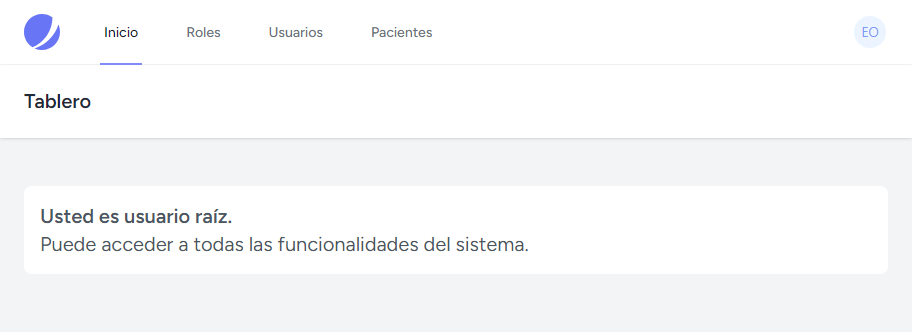 Inicio Roles Usuarios Pacientes EO
Tablero
Usted es usuario raíz.
Puede acceder a todas las funcionalidades del sistema.